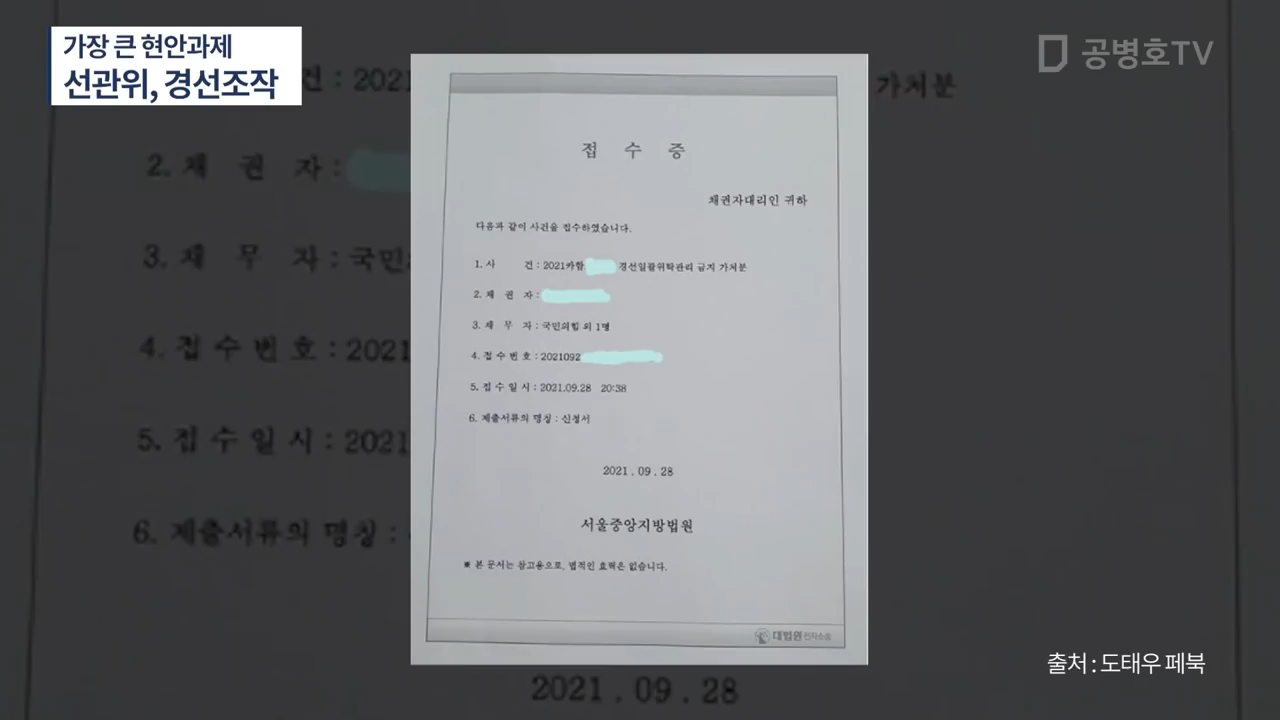 가장 큰 현안과제
선관위, 경선조작
공병호TV
건 : 2021
가처분
2. 채 권 자 :
3. 채 무 자 : 국민
4. 접 수 번 호 : 2021
5. 접 수 일 시 : 2021
6. 제출서류의 명칭 :
2021 . 09 . 28
접 수 증
채권자대리인 귀하
다음과 같이 사건을 접수하였습니다.
1. 사 건 : 2021카합 경선일괄위탁관리 금지 가처분
2. 채 권 자 :
3. 채 무 자 : 국민의힘 외 1명
4. 접 수 번 호 : 2021092
5. 접 수 일 시 : 2021.09.28 20:38
6. 제출서류의 명칭 : 신청서
2021 . 09 . 28
서울중앙지방법원
※ 본 문서는 참고용으로, 법적인 효력은 없습니다.
대법원 전자소송
출처 : 도태우 페북